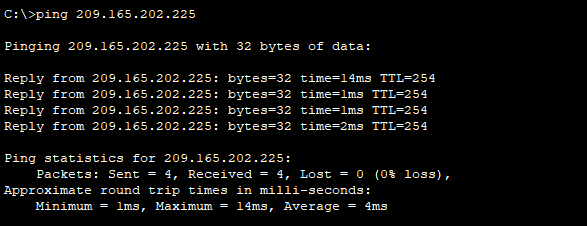 C:\>ping 209.165.202.225
Pinging 209.165.202.225 with 32 bytes of data:
Reply from 209.165.202.225: bytes=32 time=14ms TTL=254
Reply from 209.165.202.225: bytes=32 time=1ms TTL=254
Reply from 209.165.202.225: bytes=32 time=1ms TTL=254
Reply from 209.165.202.225: bytes=32 time=2ms TTL=254
Ping statistics for 209.165.202.225:
Packets: Sent = 4, Received = 4, Lost = 0 (0% loss),
Approximate round trip times in milli-seconds:
Minimum = 1ms, Maximum = 14ms, Average = 4ms